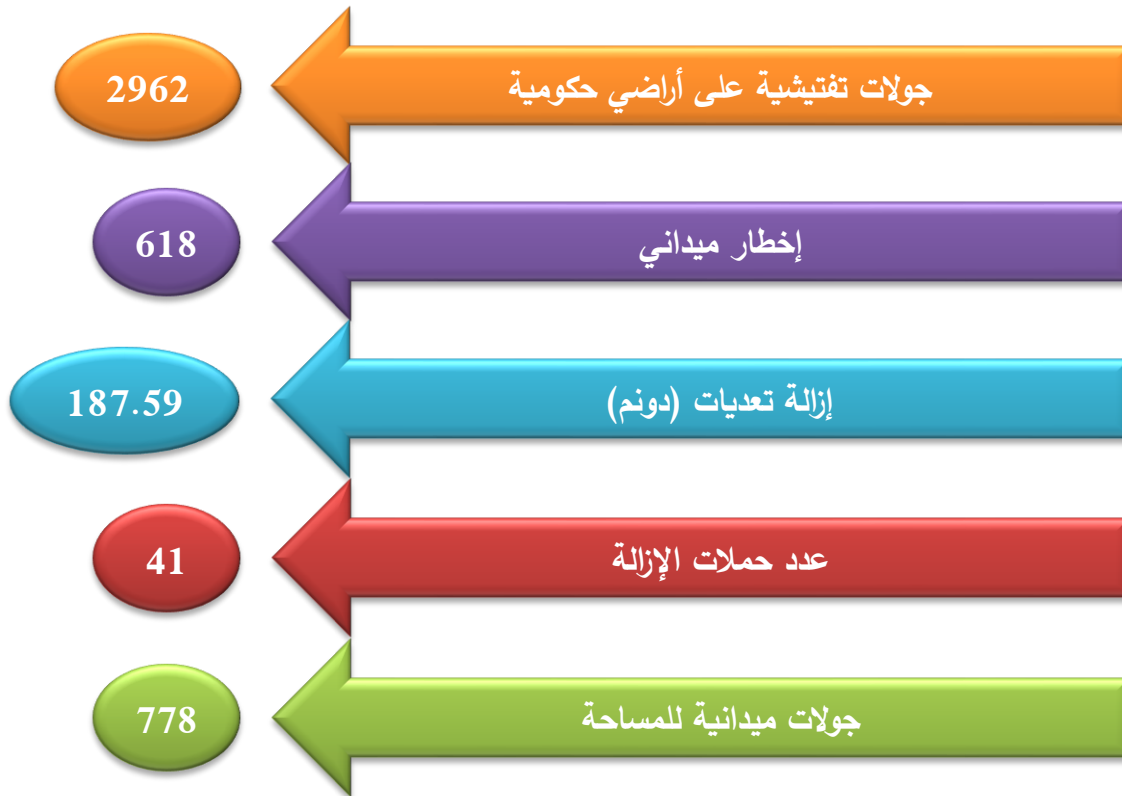 جولات تفتيشية على أراضي حكومية
2962
إخطار ميداني
618
إزالة تعديات (دونم)
187.59
عدد حملات الإزالة
41
جولات ميدانية للمساحة
778